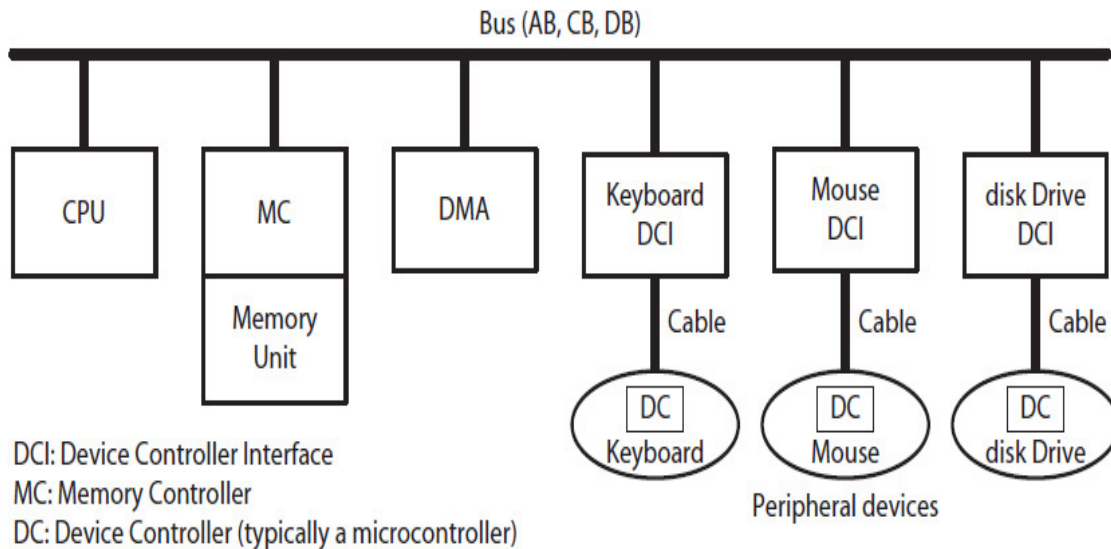 Bus (AB, CB, DB)
CPU
MC
DMA
Keyboard
DCI
Mouse
DCI
disk Drive
DCI
Memory
Unit
Cable
Cable
Cable
DC
Keyboard
DC
Mouse
DC
disk Drive
Peripheral devices
DCI: Device Controller Interface
MC: Memory Controller
DC: Device Controller (typically a microcontroller)